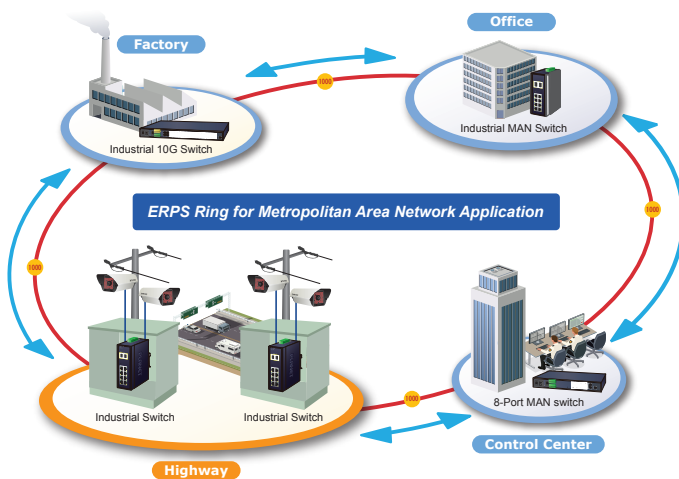 Factory
Office
1000
Industrial 10G Switch
Industrial MAN Switch
ERPS Ring for Metropolitan Area Network Application
1000
1000
Industrial Switch
Industrial Switch
1000
8-Port MAN switch
Highway
Control Center